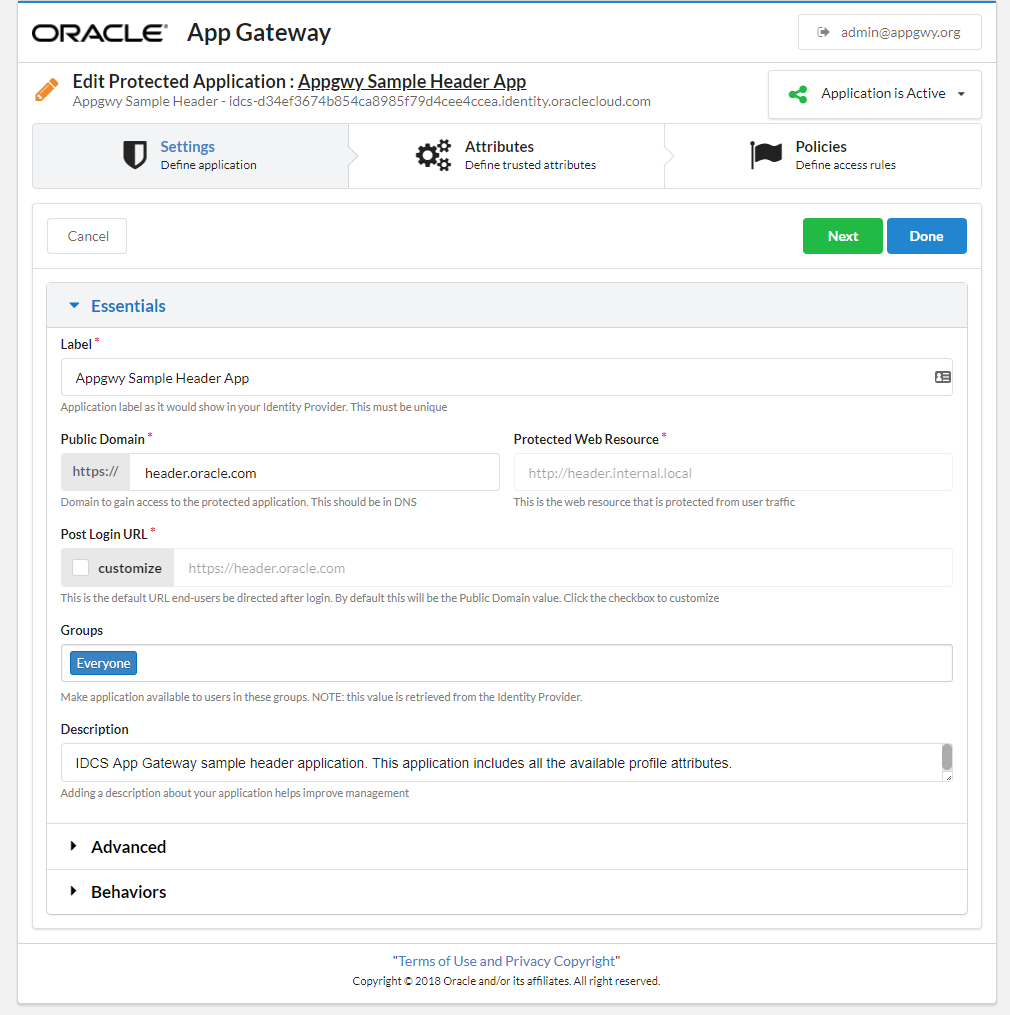 ORACLE® App Gateway
admin@appgwy.org
Edit Protected Application : Appgwy Sample Header App
Appgwy Sample Header - idcs-d34ef3674b854ca8985f79d4cee4ccea.identity.oraclecloud.com
Application is Active
Settings
Define application
Attributes
Define trusted attributes
Policies
Define access rules
Cancel
Next
Done
Essentials
Label *
Appgwy Sample Header App
Application label as it would show in your Identity Provider. This must be unique
Public Domain *
https:// header.oracle.com
Domain to gain access to the protected application. This should be in DNS
Protected Web Resource *
http://header.internal.local
This is the web resource that is protected from user traffic
Post Login URL *
customize https://header.oracle.com
This is the default URL end-users be directed after login. By default this will be the Public Domain value. Click the checkbox to customize
Groups
Everyone
Make application available to users in these groups. NOTE: this value is retrieved from the Identity Provider.
Description
IDCS App Gateway sample header application. This application includes all the available profile attributes.
Adding a description about your application helps improve management
Advanced
Behaviors
"Terms of Use and Privacy Copyright"
Copyright © 2018 Oracle and/or its affiliates. All right reserved.